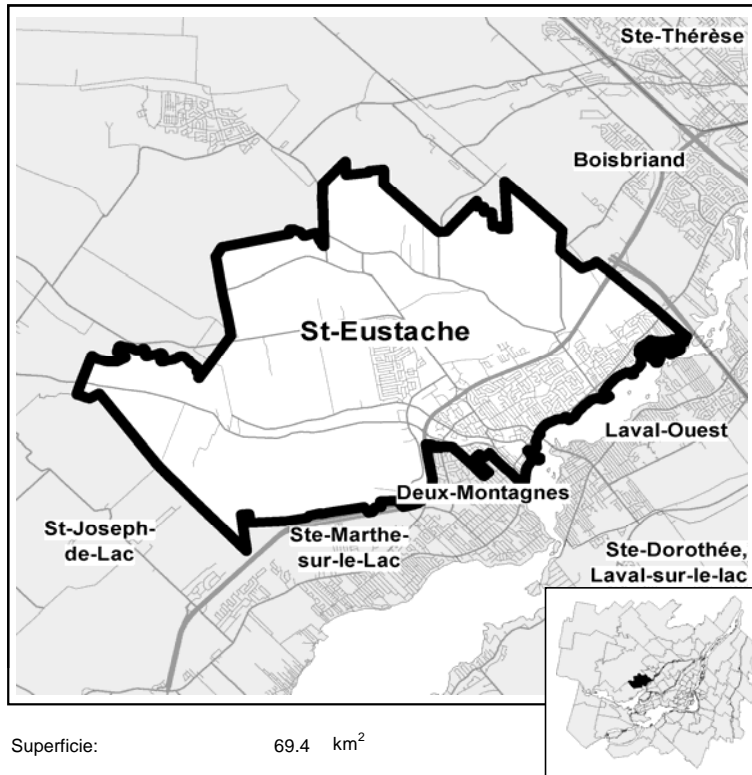 Ste-Thérèse
Boisbriand
St-Eustache
Laval-Ouest
Deux-Montagnes
St-Joseph-
de-Lac
Ste-Marthe-
sur-le-Lac
Ste-Dorothée,
Laval-sur-le-lac
Superficie: 69.4 km²